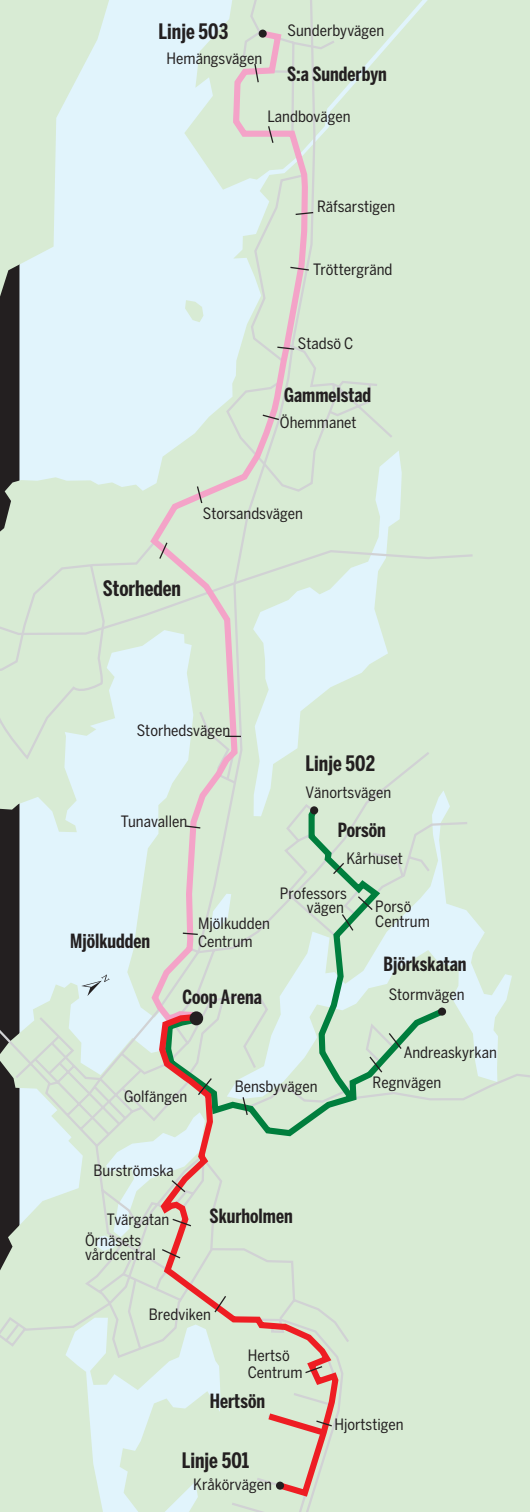 Linje 503
Sunderbyvägen
Hemängsvägen
S:a Sunderbyn
Landbovägen
Räfsarstigen
Tröttergränd
Stadsö C
Gammelstad
Öhemmanet
Storsandsvägen
Storheden
Storhedsvägen
Linje 502
Vänortsvägen
Tunavallen
Porsön
Kårhuset
Professors
vägen
Porsö
Centrum
Mjölkudden
Centrum
Mjölkudden
Björkskatan
N
Coop Arena
Stormvägen
Andreaskyrkan
Regnvägen
Bensbyvägen
Golfängen
Burströmska
Skurholmen
Tvärgatan
Örnäsets
vårdcentral
Bredviken
Hertsö
Centrum
Hertsön
Hjortstigen
Linje 501
Kråkörvägen